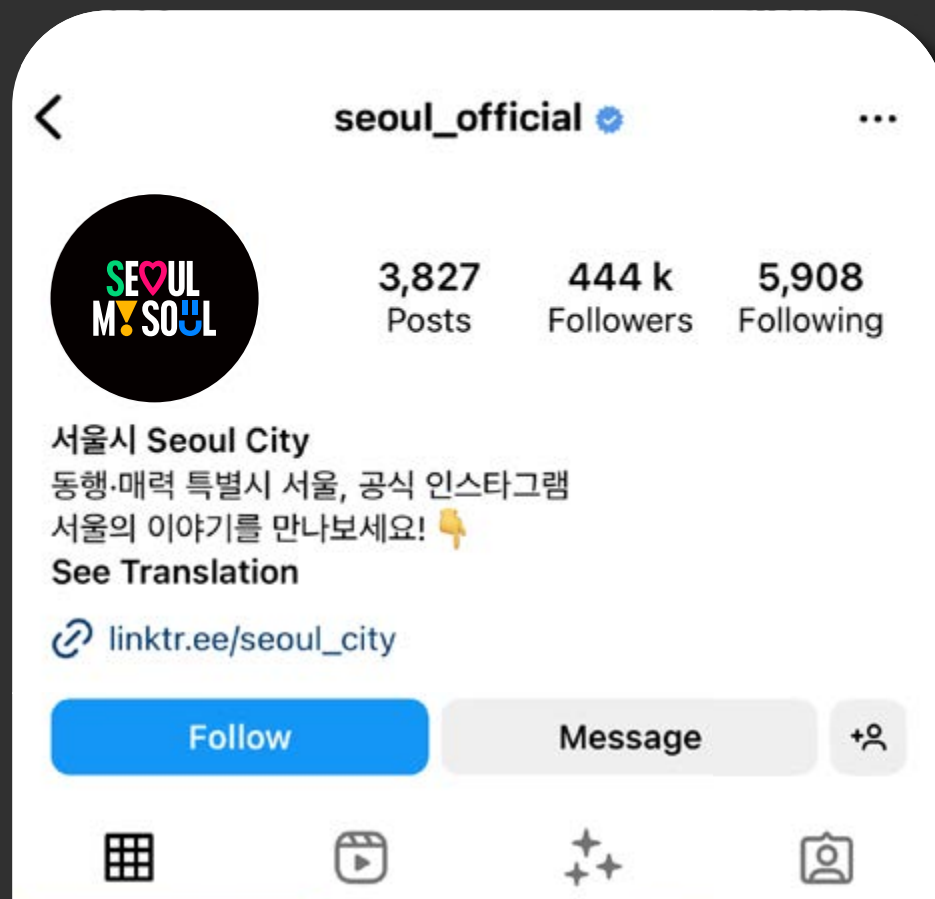 seoul_official
SEOUL
MY SOUL
3,827
Posts
444 k
Followers
5,908
Following
서울시 Seoul City
동행·매력 특별시 서울, 공식 인스타그램
서울의 이야기를 만나보세요! 👇
See Translation
linktr.ee/seoul_city
Follow
Message